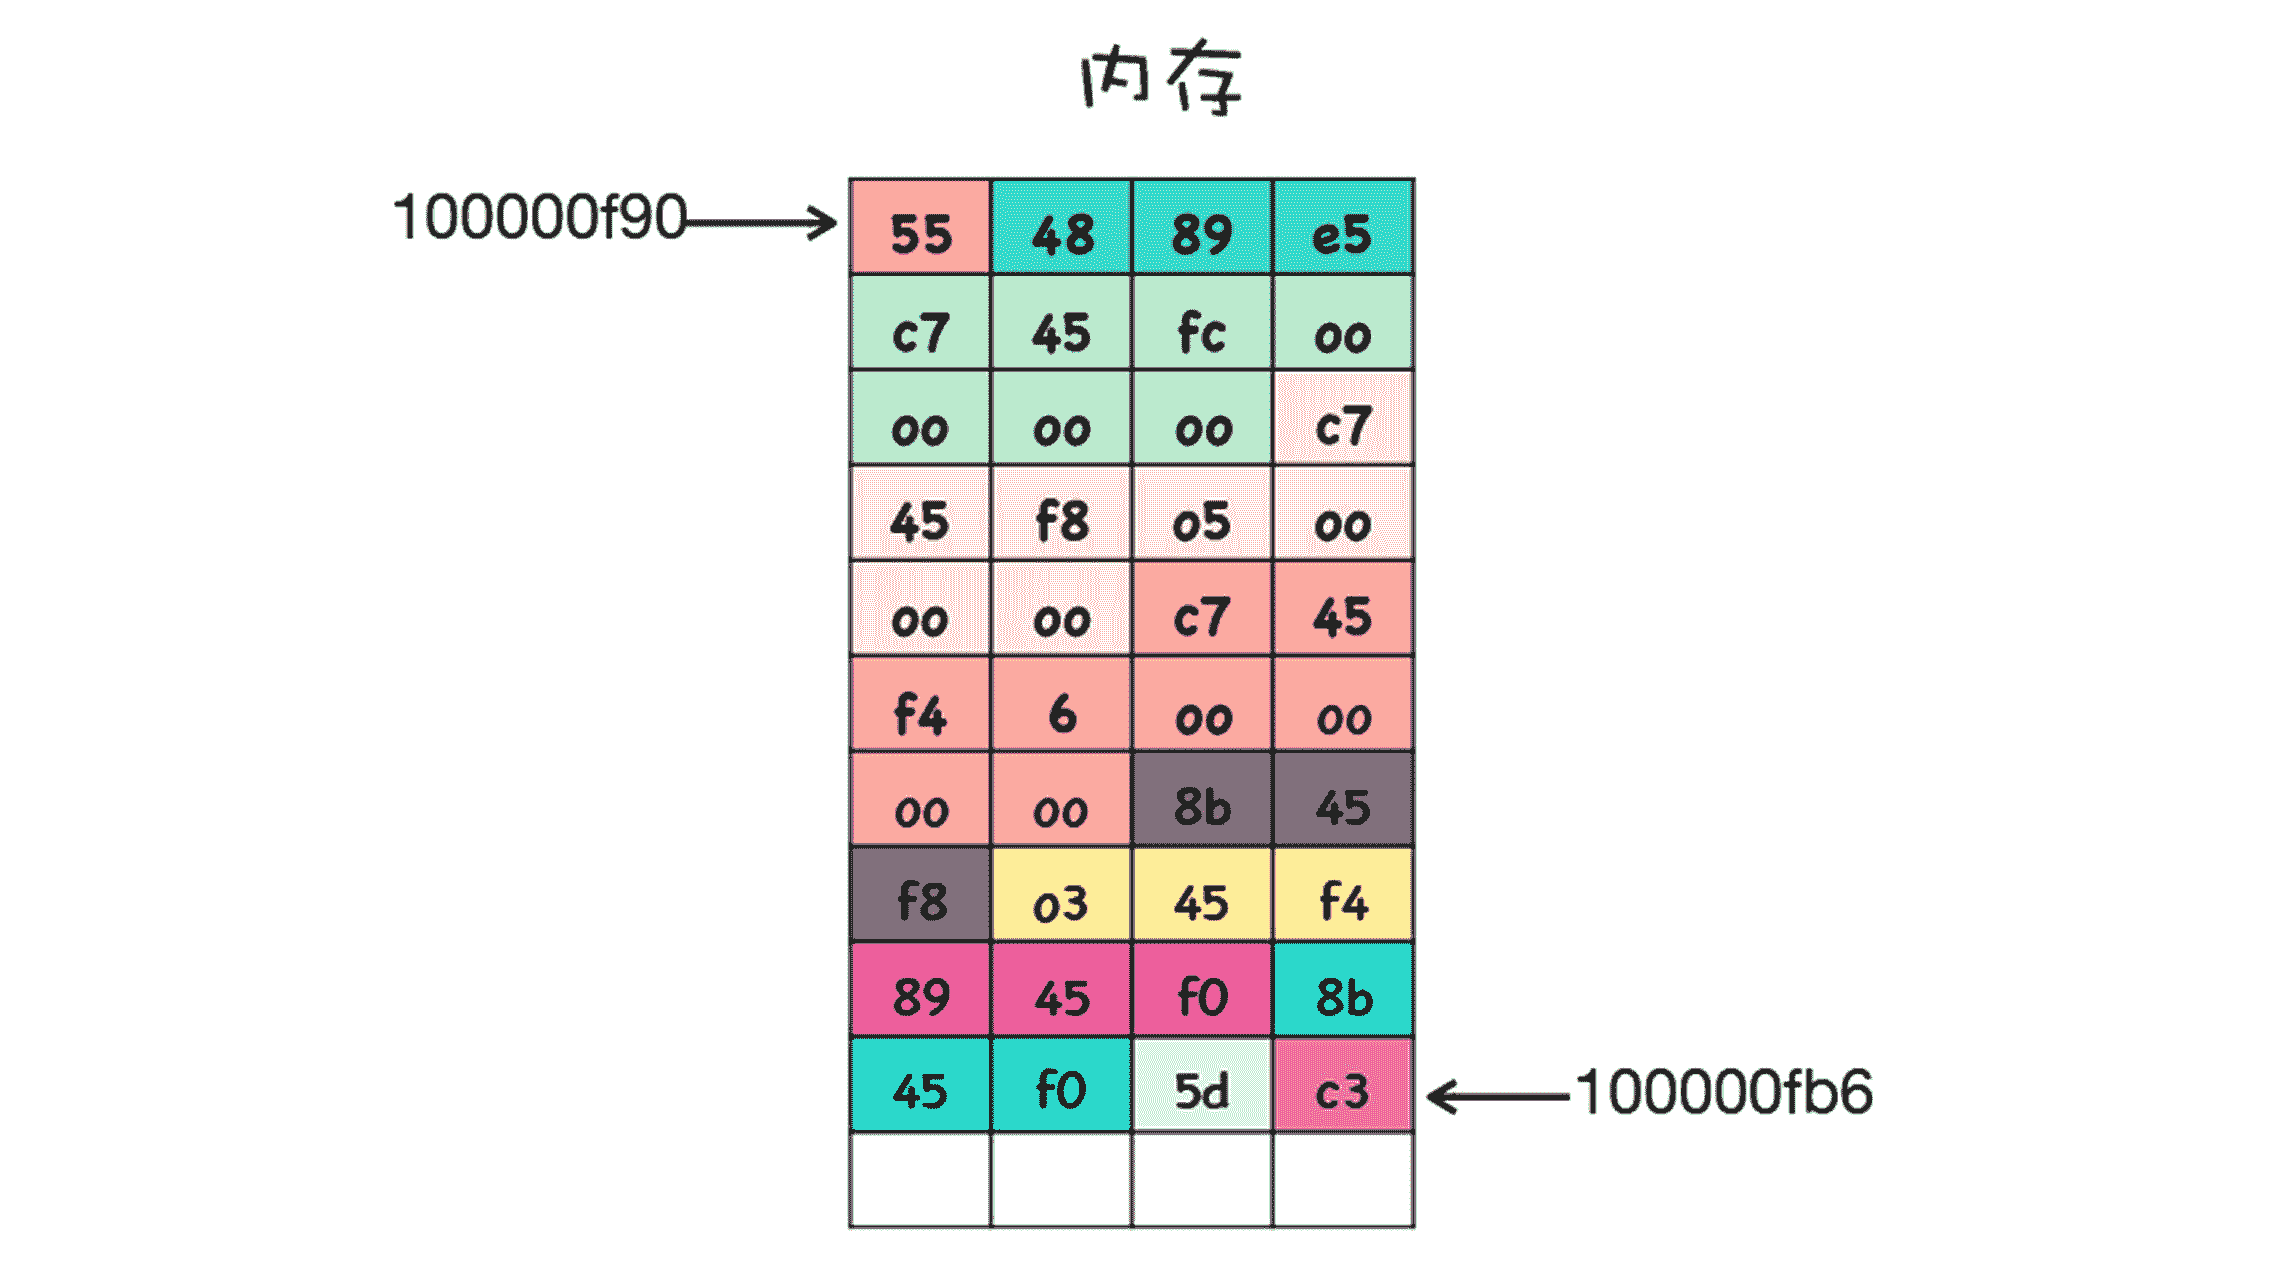 内存
100000f90 55 48 89 e5
c7 45 fc 00
00 00 00 c7
45 f8 05 00
00 00 c7 45
f4 6 00 00
00 00 8b 45
f8 03 45 f4
89 45 f0 8b
45 f0 5d c3 100000fb6